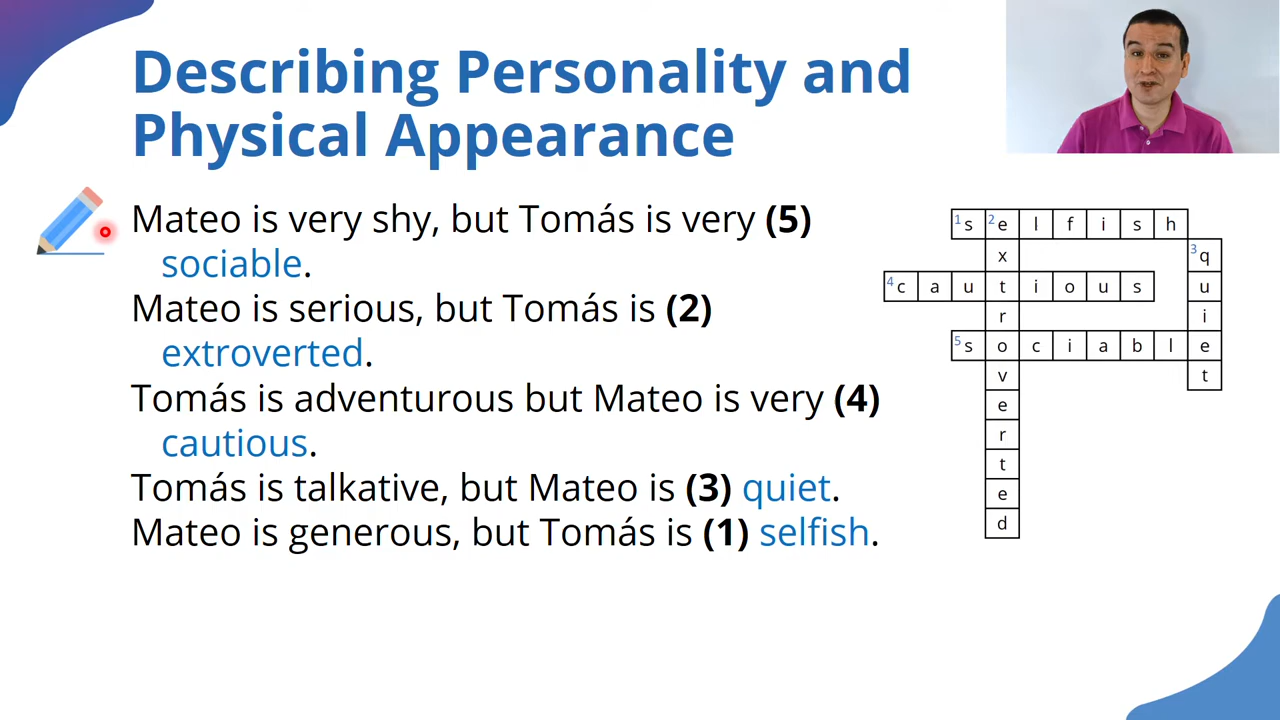 Describing Personality and
Physical Appearance
Mateo is very shy, but Tomás is very (5)
sociable.
Mateo is serious, but Tomás is (2)
extroverted.
Tomás is adventurous but Mateo is very (4)
cautious.
Tomás is talkative, but Mateo is (3) quiet.
Mateo is generous, but Tomás is (1) selfish.
1 s 2 e l f i s h
x 3 q
4 c a u t i o u s u
r i
5 s o c i a b l e
v t
e
r
t
e
d